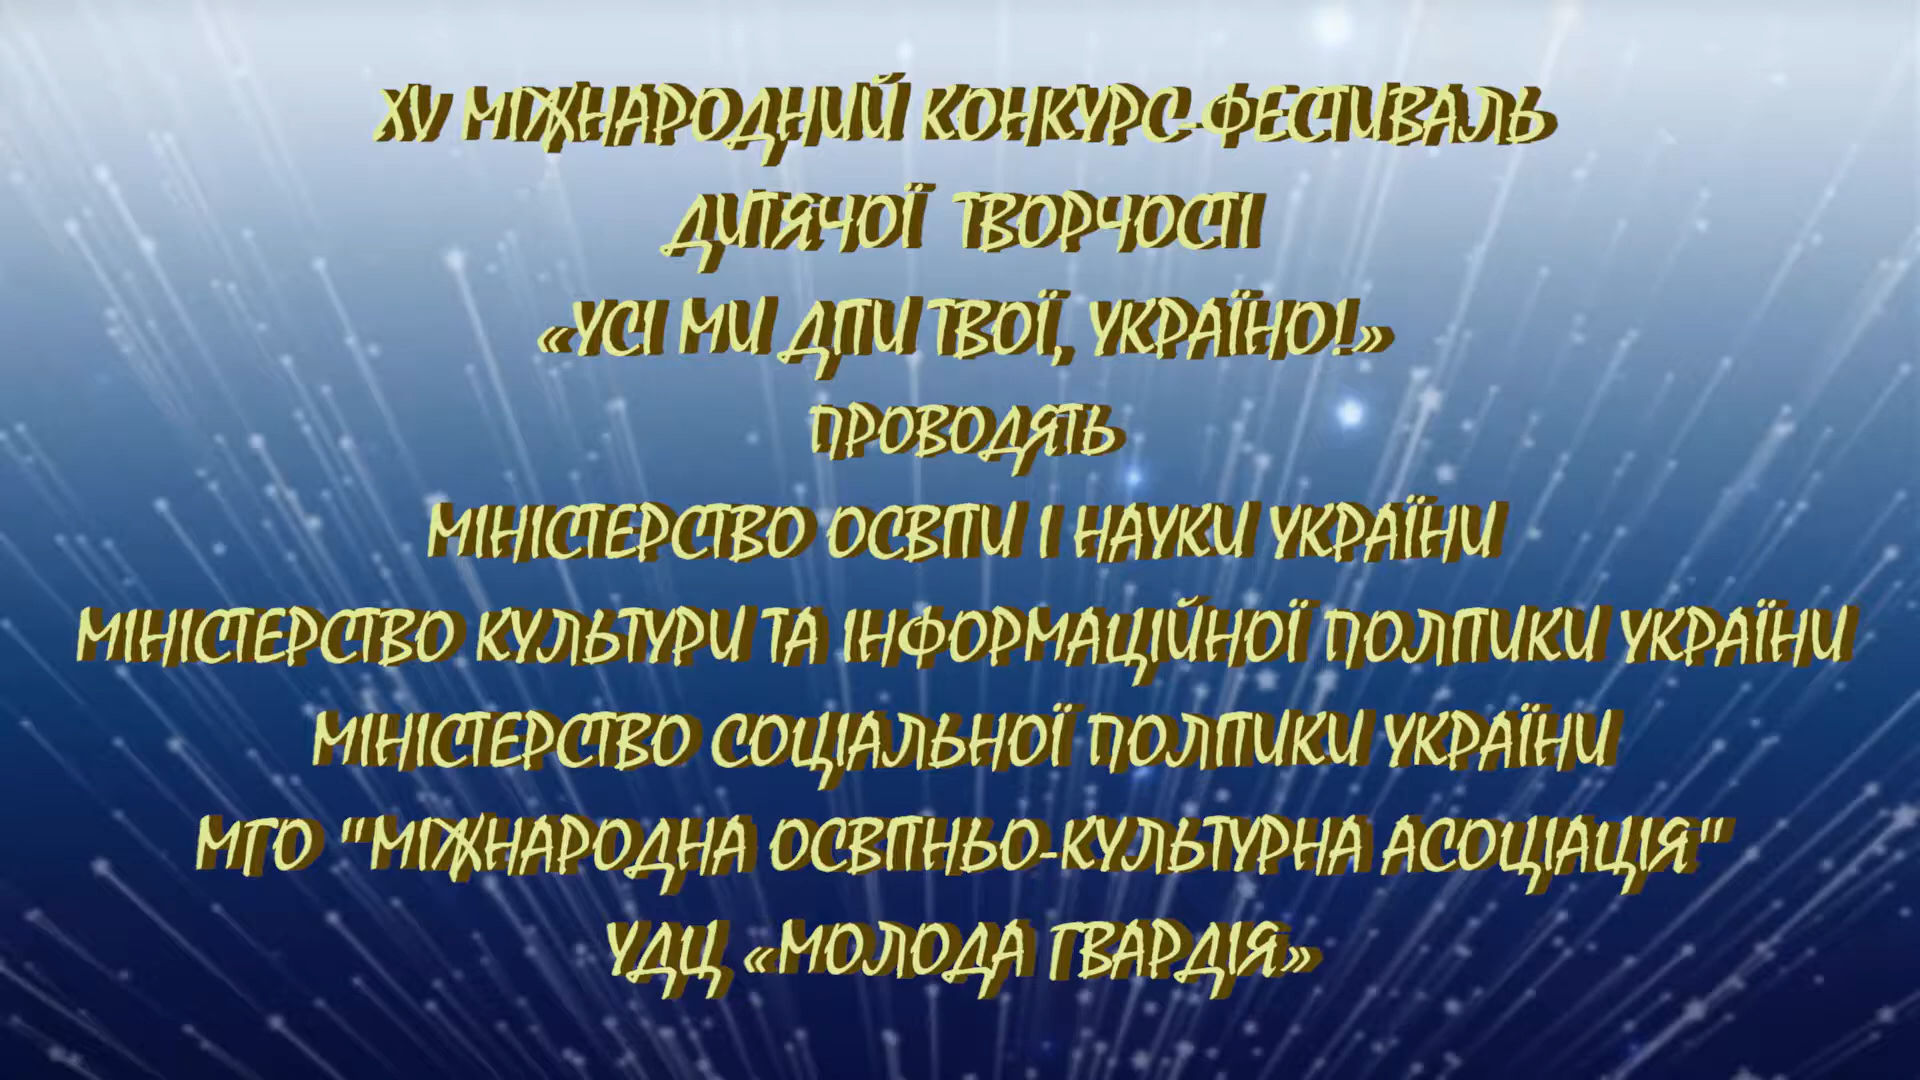 XV МІЖНАРОДНИЙ КОНКУРС-ФЕСТИВАЛЬ
ДИТЯЧОЇ ТВОРЧОСТІ
«УСІ МИ ДІТИ ТВОЇ, УКРАЇНО!»
ПРОВОДЯТЬ
МІНІСТЕРСТВО ОСВІТИ І НАУКИ УКРАЇНИ
МІНІСТЕРСТВО КУЛЬТУРИ ТА ІНФОРМАЦІЙНОЇ ПОЛІТИКИ УКРАЇНИ
МІНІСТЕРСТВО СОЦІАЛЬНОЇ ПОЛІТИКИ УКРАЇНИ
МГО "МІЖНАРОДНА ОСВІТНЬО-КУЛЬТУРНА АСОЦІАЦІЯ"
УДЦ «МОЛОДА ГВАРДІЯ»